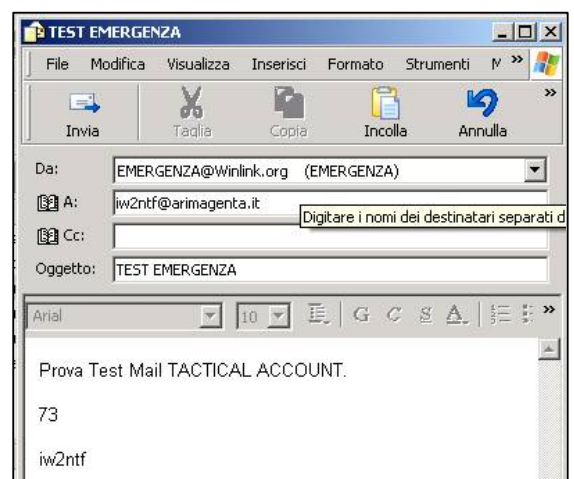 TEST EMERGENZA
File Modifica Visualizza Inserisci Formato Strumenti M »
Invia Taglia Copia Incolla Annulla »
Da: EMERGENZA@Winlink.org (EMERGENZA)
A: iw2ntf@arimagenta.it
Digitare i nomi dei destinatari separati d
Cc:
Oggetto: TEST EMERGENZA
Arial 10 G C S A »
Prova Test Mail TACTICAL ACCOUNT.
73
iw2ntf